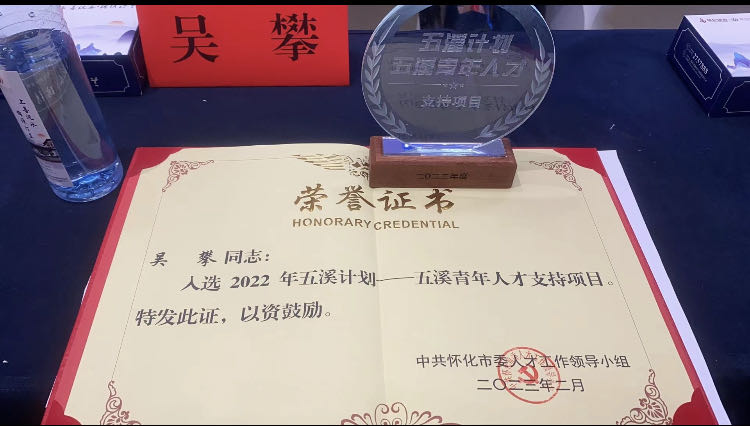 吴攀
五溪计划
五溪青年人才
支持项目
二〇二二年度
荣誉证书
HONORARY CREDENTIAL
吴 攀 同志：
入选 2022 年五溪计划——五溪青年人才支持项目。
特发此证，以资鼓励。
中共怀化市委人才工作领导小组
二〇二三年二月